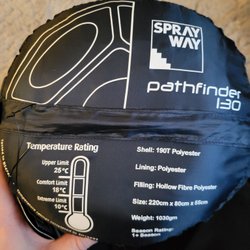 SPRAY
WAY
pathfinder
130
Temperature Rating
Upper Limit
25°C
Comfort Limit
15°C
Extreme Limit
10°C
Shell: 190T Polyester
Lining: Polyester
Filling: Hollow Fibre Polyester
Size: 220cm x 80cm x 55cm
Weight: 1030gm
Season Rating:
1+ Season